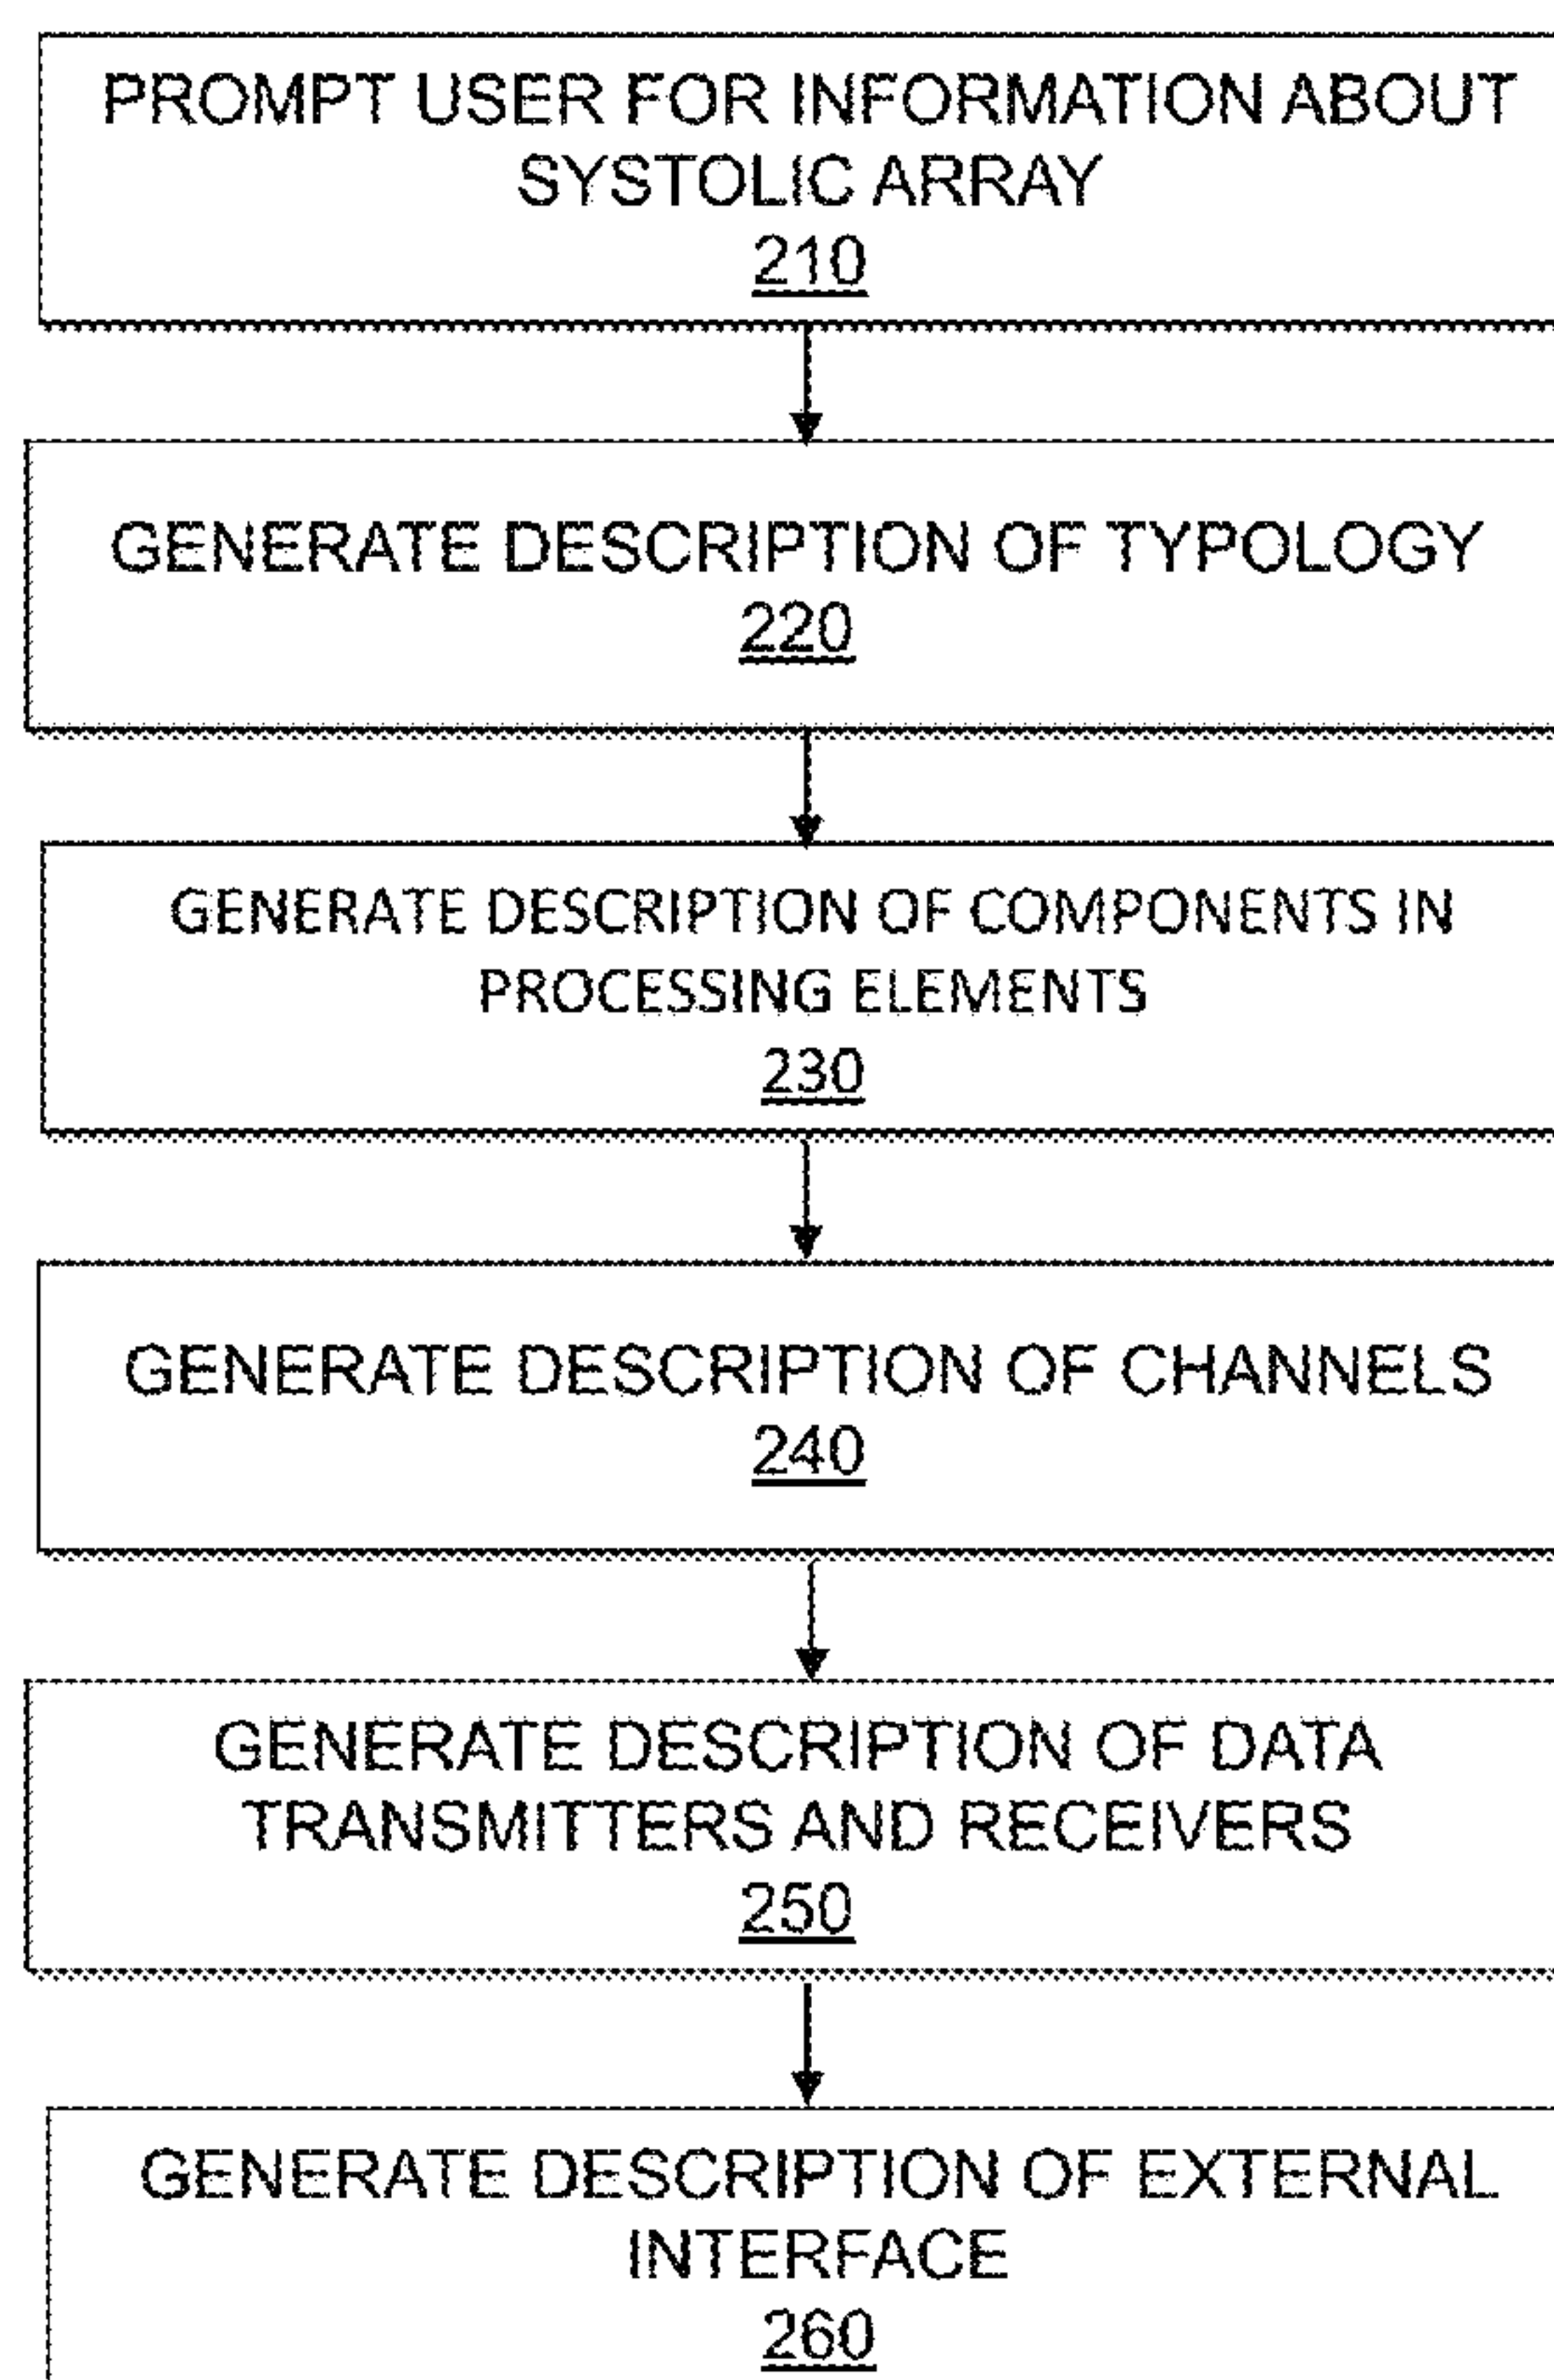 PROMPT USER FOR INFORMATION ABOUT
SYSTOLIC ARRAY
210
GENERATE DESCRIPTION OF TYPOLOGY
220
GENERATE DESCRIPTION OF COMPONENTS IN
PROCESSING ELEMENTS
230
GENERATE DESCRIPTION OF CHANNELS
240
GENERATE DESCRIPTION OF DATA
TRANSMITTERS AND RECEIVERS
250
GENERATE DESCRIPTION OF EXTERNAL
INTERFACE
260